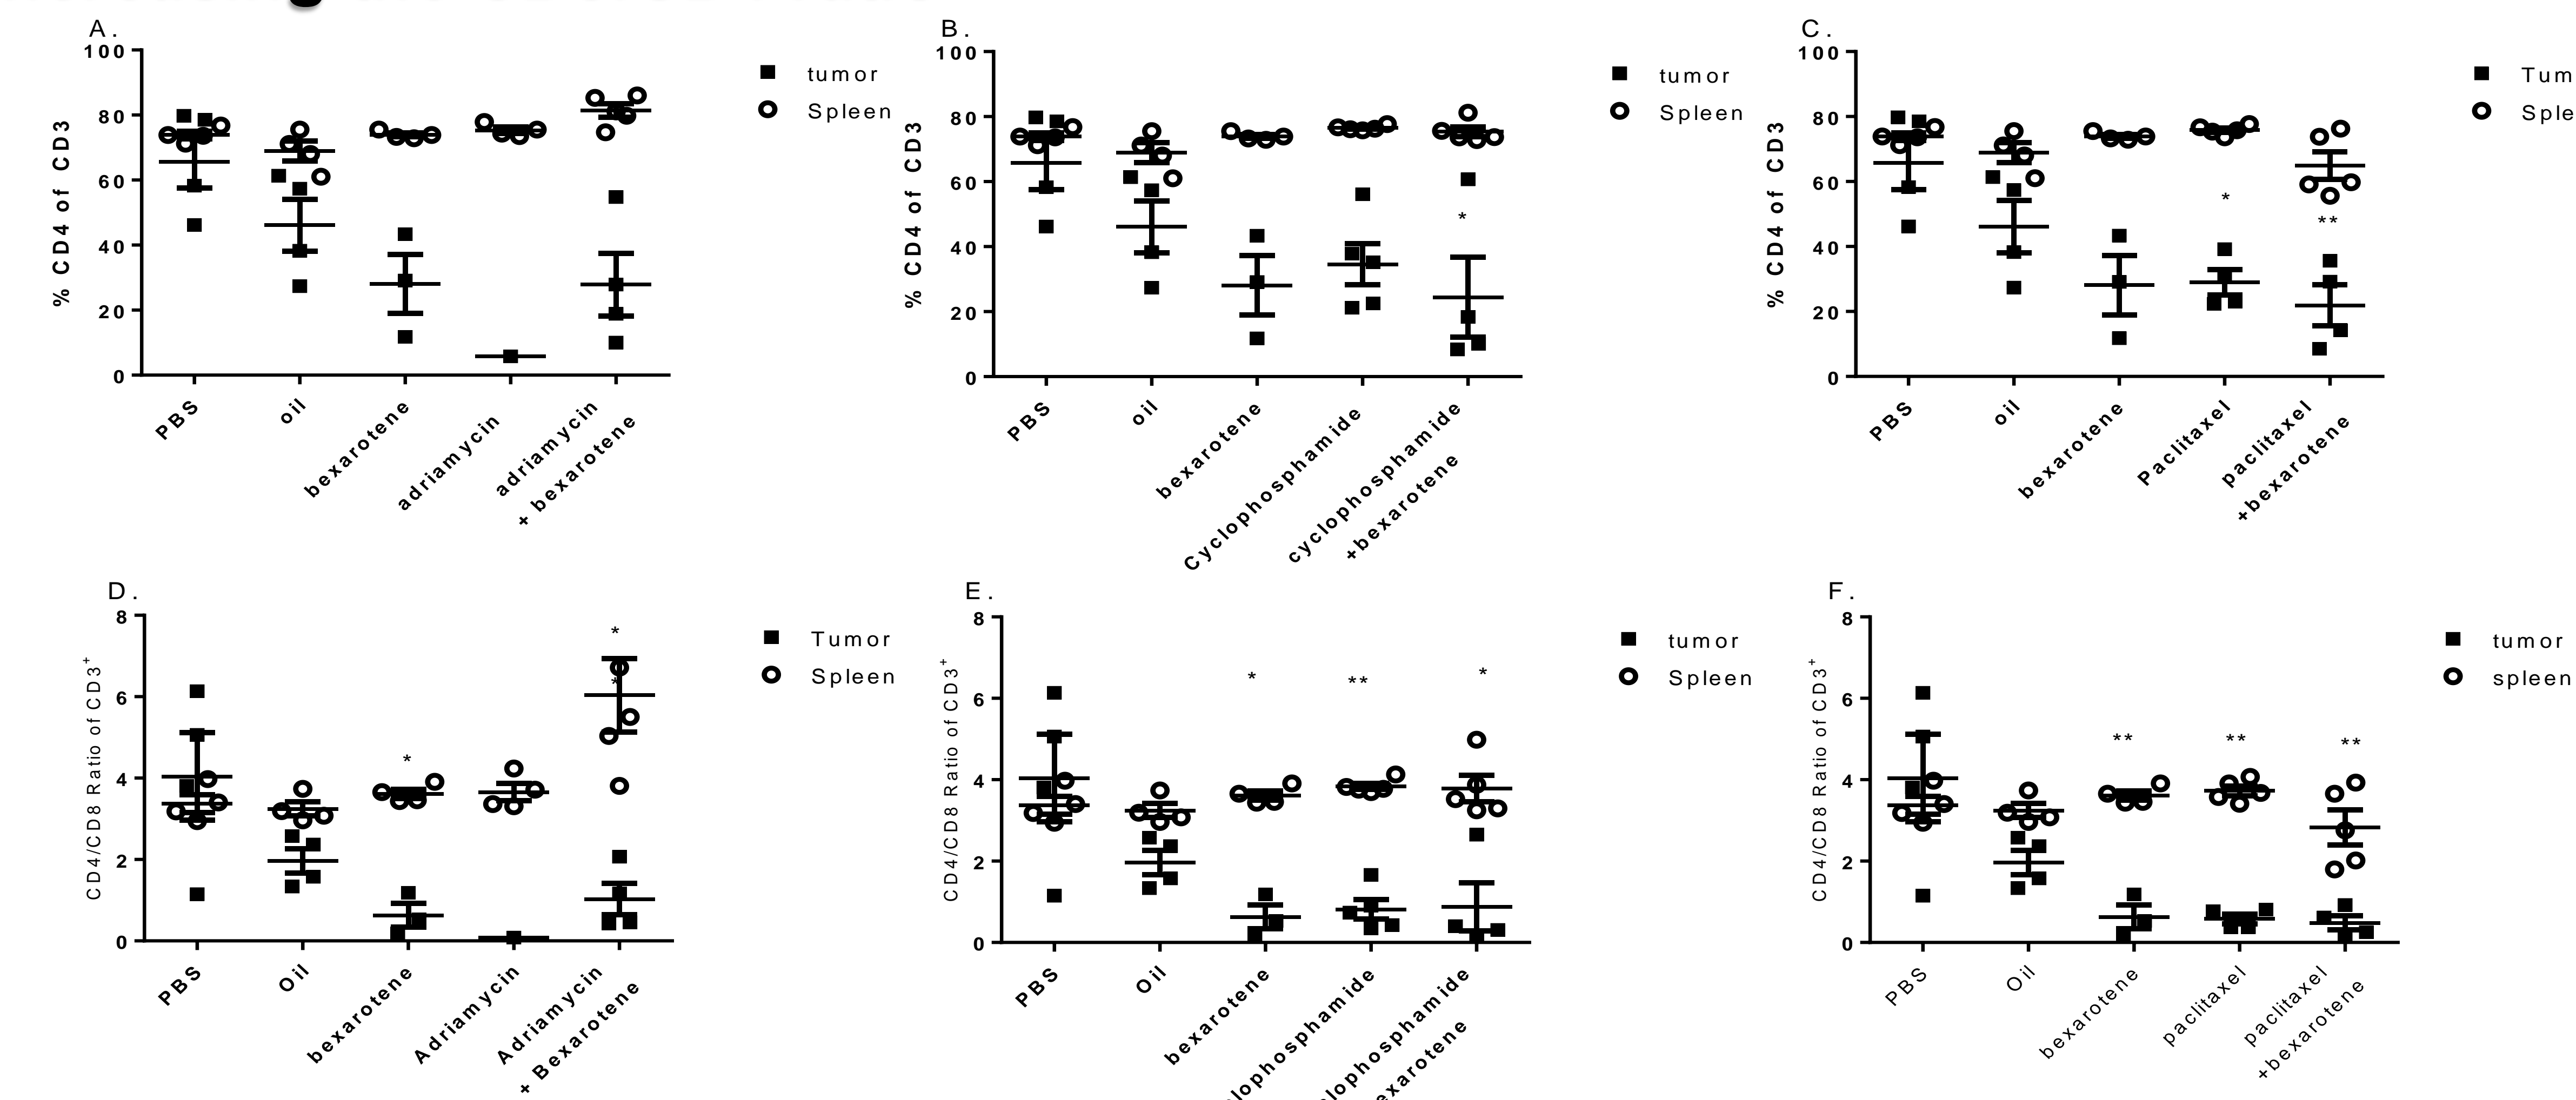 A.
100
80
60
40
20
0
% CD4 of CD3
tumor
Spleen
PBS
oil
bexarotene
adriamycin
adriamycin
+ bexarotene
B.
100
80
60
40
20
0
% CD4 of CD3
tumor
Spleen
*
PBS
oil
bexarotene
Cyclophosphamide
cyclophosphamide
+bexarotene
C.
100
80
60
40
20
0
% CD4 of CD3
Tum
Sple
*
**
PBS
oil
bexarotene
Paclitaxel
paclitaxel
+bexarotene
D.
8
6
4
2
0
CD4/CD8 Ratio of CD3+
Tumor
Spleen
*
*
*
PBS
Oil
bexarotene
Adriamycin
Adriamycin
+ Bexarotene
E.
8
6
4
2
0
CD4/CD8 Ratio of CD3+
tumor
Spleen
*
**
*
PBS
Oil
bexarotene
lophosphamide
lophosphamide
exarotene
F.
8
6
4
2
0
CD4/CD8 Ratio of CD3+
tumor
spleen
**
**
**
PBS
Oil
bexarotene
paclitaxel
paclitaxel
+bexarotene